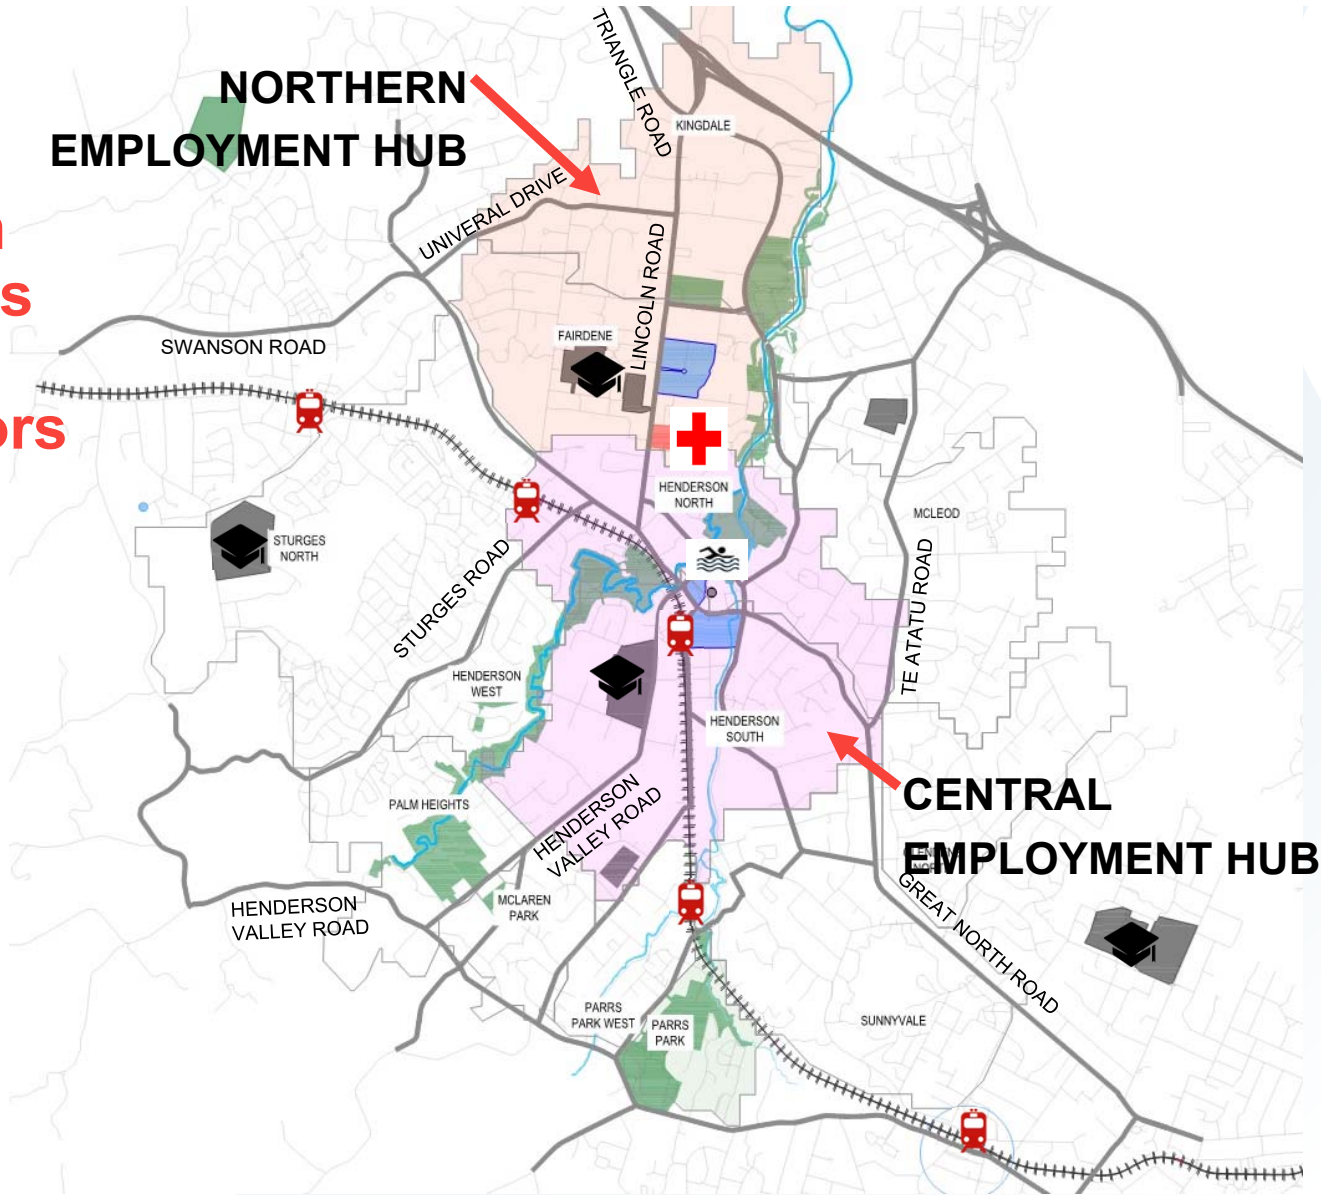 TRIANGLE ROAD
NORTHERN
EMPLOYMENT HUB
KINGDALE
UNIVERAL DRIVE
LINCOLN ROAD
s
FAIRDENE
SWANSON ROAD
ors
HENDERSON
NORTH
MCLEOD
STURGES
NORTH
STURGES ROAD
TE ATATU ROAD
HENDERSON
WEST
HENDERSON
SOUTH
CENTRAL
EMPLOYMENT HUB
PALM HEIGHTS
HENDERSON
VALLEY ROAD
MCLAREN
PARK
HENDERSON
VALLEY ROAD
GREAT NORTH ROAD
PARRS
PARK WEST
PARRS
PARK
SUNNYVALE